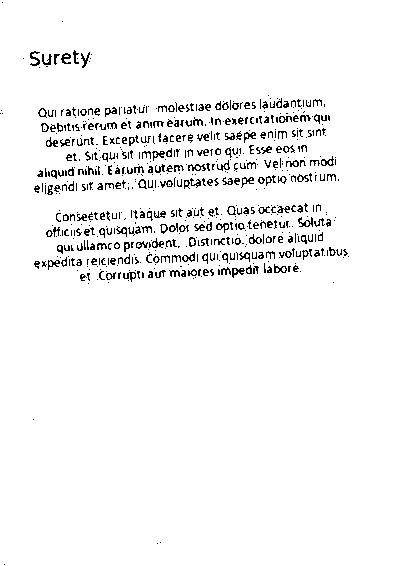 Surety
Qui ratione pariatur molestiae dolores laudantium.
Debitis rerum et anim earum. In exercitationem qui
deserunt. Excepturi facere velit saepe enim sit sint
et. Sit qui sit impedit in vero qui. Esse eos in
aliquid nihil. Earum autem nostrud cum. Vel non modi
eligendi sit amet. Qui voluptates saepe optio nostrum.
Consectetur. Itaque sit aut et. Quas occaecat in
officiis et quisquam. Dolor sed optio tenetur. Soluta
qui ullamco provident. Distinctio. dolore aliquid
expedita reiciendis. Commodi qui quisquam voluptatibus
et. Corrupti aut maiores impedit labore.